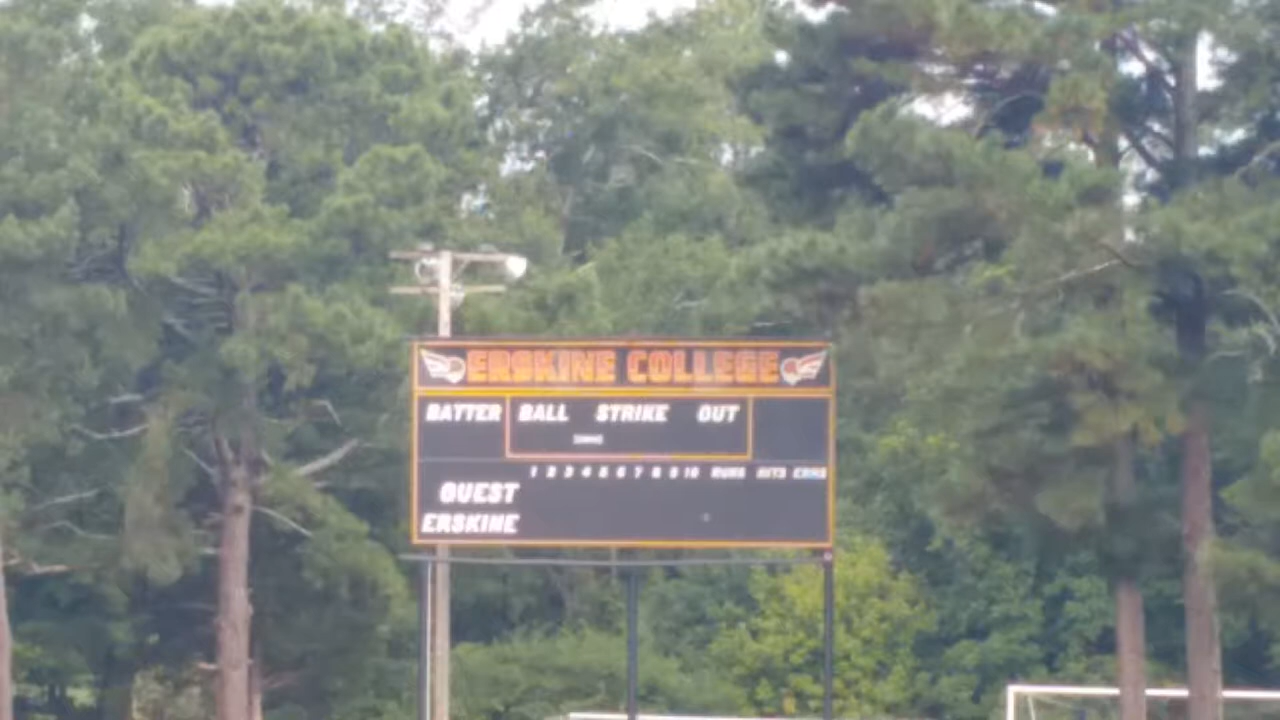 ERSKINE COLLEGE
BATTER BALL STRIKE OUT
1 2 3 4 5 6 7 8 9 10 RUNS HITS ERRS
GUEST
ERSKINE